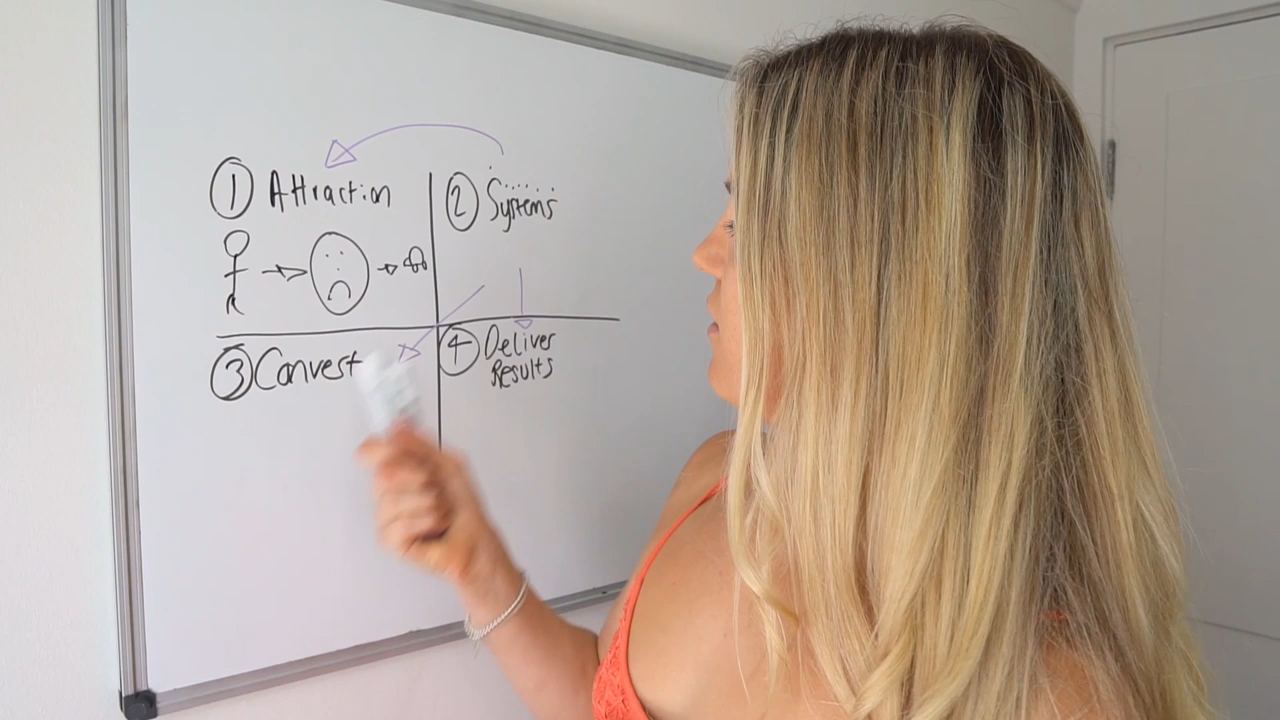 1 Attraction
2 Systems
3 Convert
4 Deliver
Results